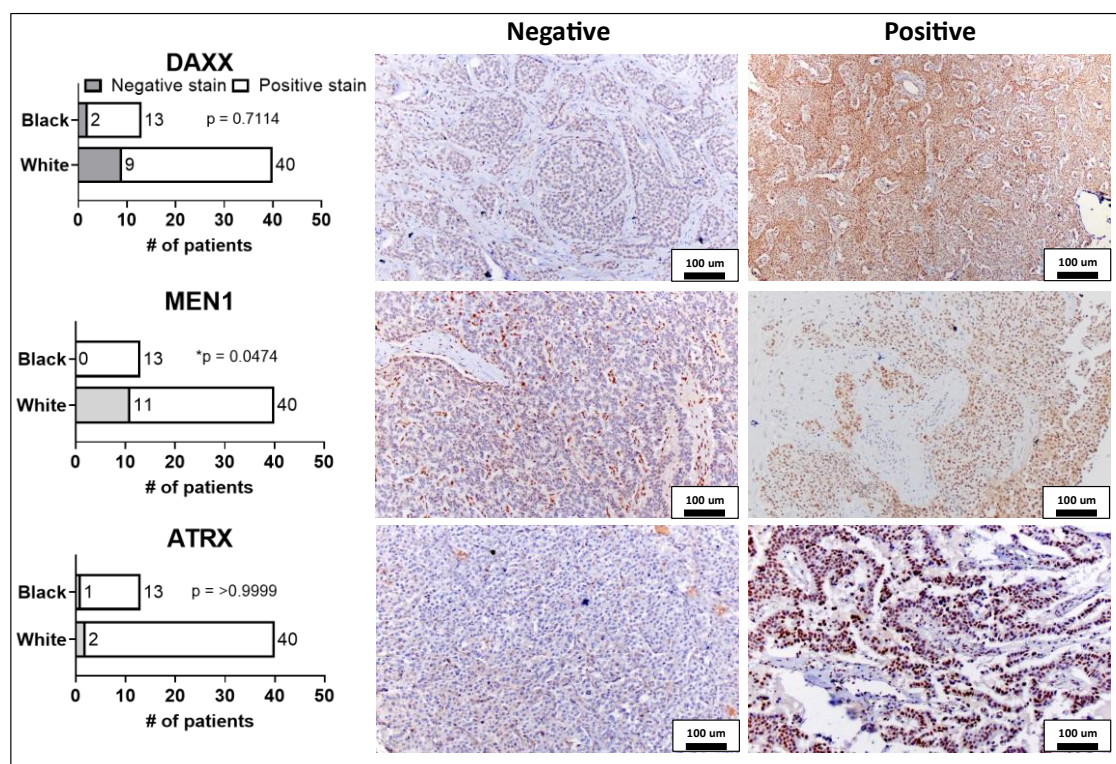 Negative
Positive
DAXX
Negative stain Positive stain
Black 2 13 p = 0.7114
White 9 40
0 10 20 30 40 50
# of patients
100 um
100 um
MEN1
Black 0 13 *p = 0.0474
White 11 40
0 10 20 30 40 50
# of patients
100 um
100 um
ATRX
Black 1 13 p = >0.9999
White 2 40
0 10 20 30 40 50
# of patients
100 um
100 um